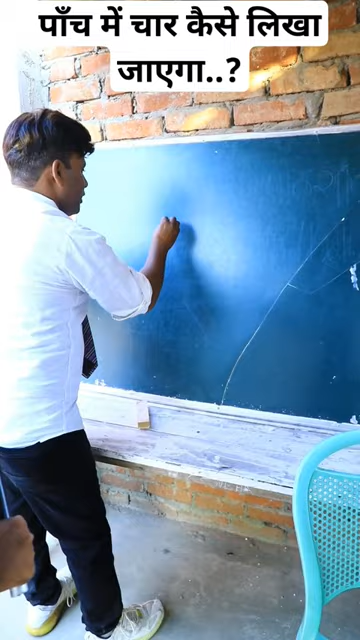 पाँच में चार कैसे लिखा
जाएगा..?